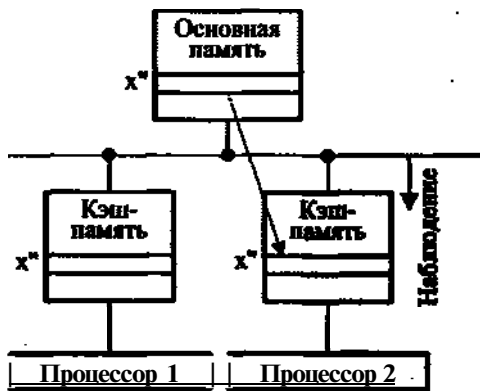 Основная
память
x"
Кэш-
память
x"
Кэш-
память
x"
Наблюдение
Процессор 1
Процессор 2